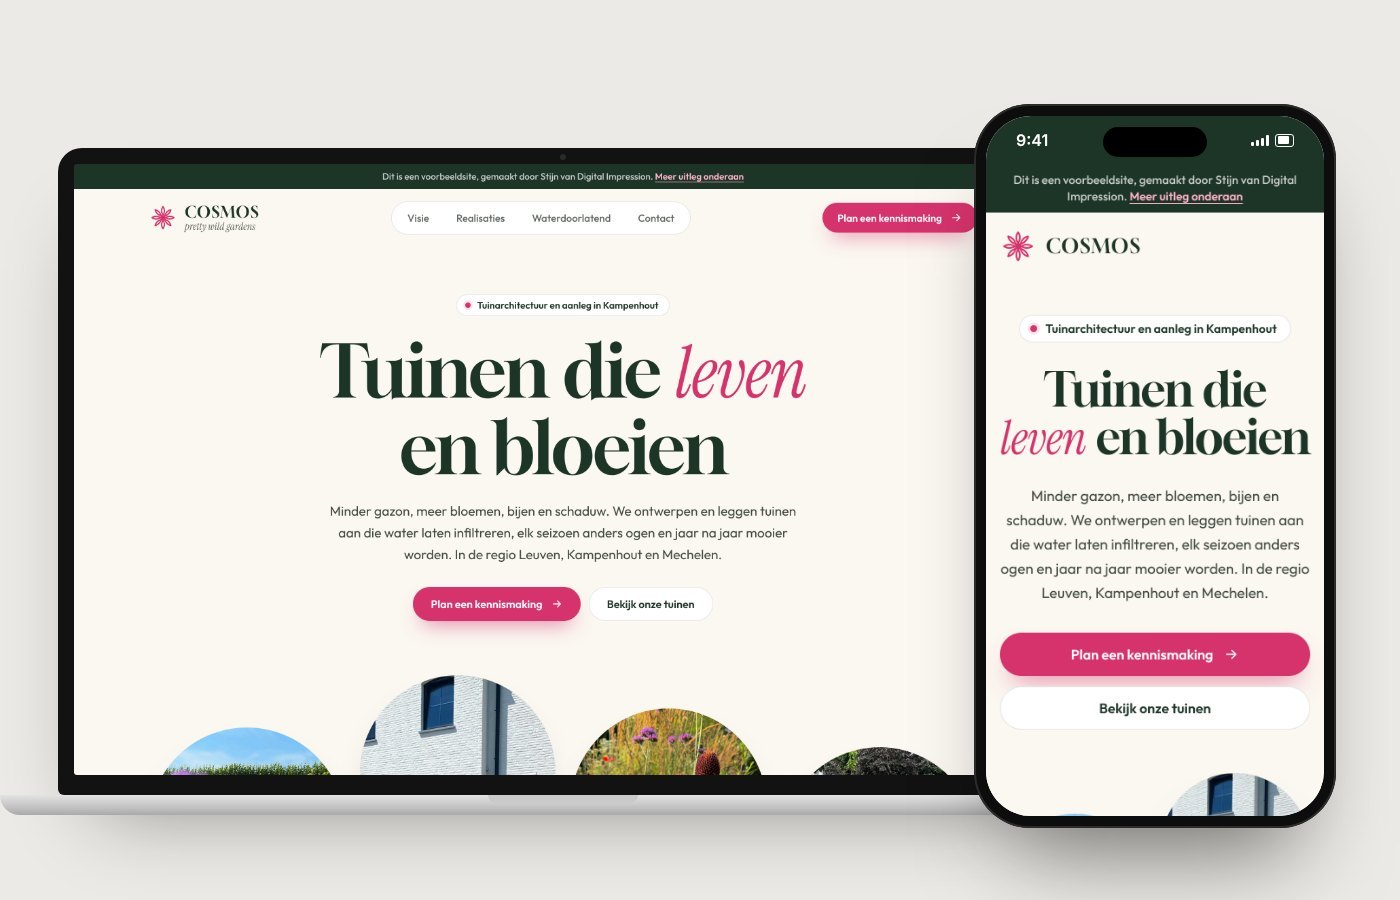 Dit is een voorbeeldsite, gemaakt door Stijn van Digital Impression. Meer uitleg onderaan
COSMOS
pretty wild gardens
Visie
Realisaties
Waterdoorlatend
Contact
Plan een kennismaking
Tuinarchitectuur en aanleg in Kampenhout
Tuinen die leven
en bloeien
Minder gazon, meer bloemen, bijen en schaduw. We ontwerpen en leggen tuinen
aan die water laten infiltreren, elk seizoen anders ogen en jaar na jaar mooier
worden. In de regio Leuven, Kampenhout en Mechelen.
Plan een kennismaking
Bekijk onze tuinen
9:41
Dit is een voorbeeldsite, gemaakt door Stijn van Digital
Impression. Meer uitleg onderaan
COSMOS
Tuinarchitectuur en aanleg in Kampenhout
Tuinen die
leven en bloeien
Minder gazon, meer bloemen, bijen en
schaduw. We ontwerpen en leggen tuinen aan
die water laten infiltreren, elk seizoen anders
ogen en jaar na jaar mooier worden. In de regio
Leuven, Kampenhout en Mechelen.
Plan een kennismaking
Bekijk onze tuinen